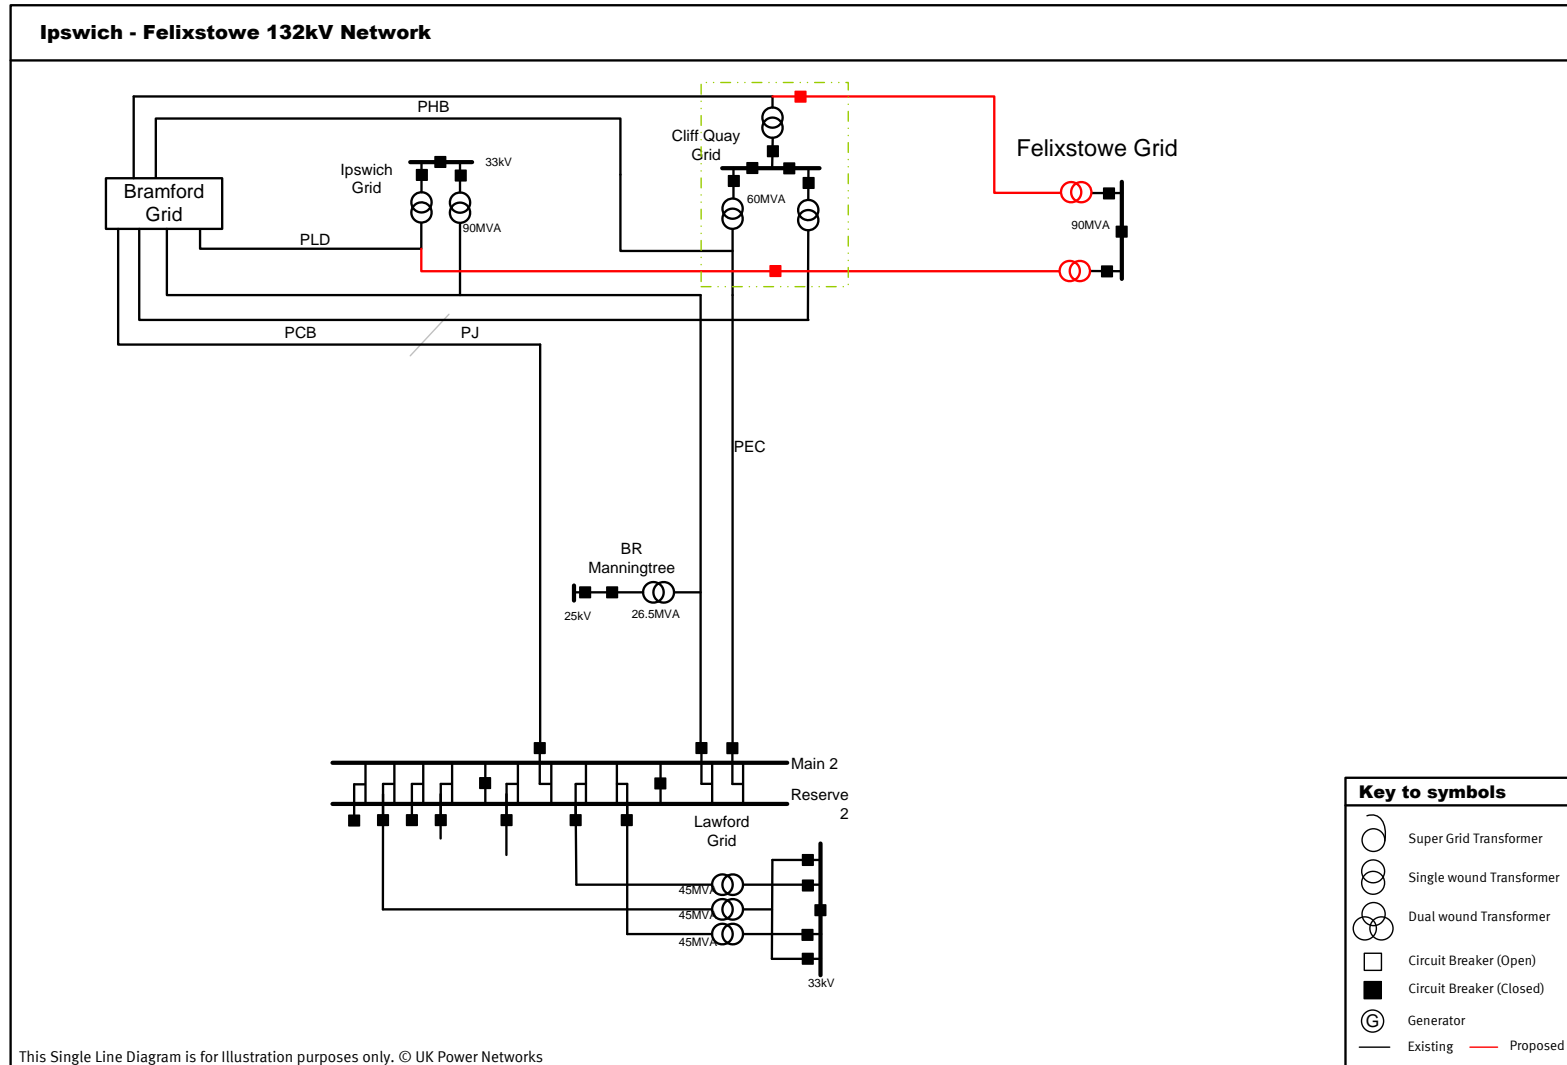 Ipswich - Felixstowe 132kV Network
PHB
Cliff Quay
Grid
Felixstowe Grid
Ipswich
Grid
33kV
Bramford
Grid
60MVA
90MVA
90MVA
PLD
PCB
PJ
PEC
BR
Manningtree
25kV
26.5MVA
Main 2
Reserve
2
Lawford
Grid
45MVA
45MVA
45MVA
33kV
Key to symbols
Super Grid Transformer
Single wound Transformer
Dual wound Transformer
Circuit Breaker (Open)
Circuit Breaker (Closed)
G
Generator
Existing
Proposed
This Single Line Diagram is for Illustration purposes only. © UK Power Networks